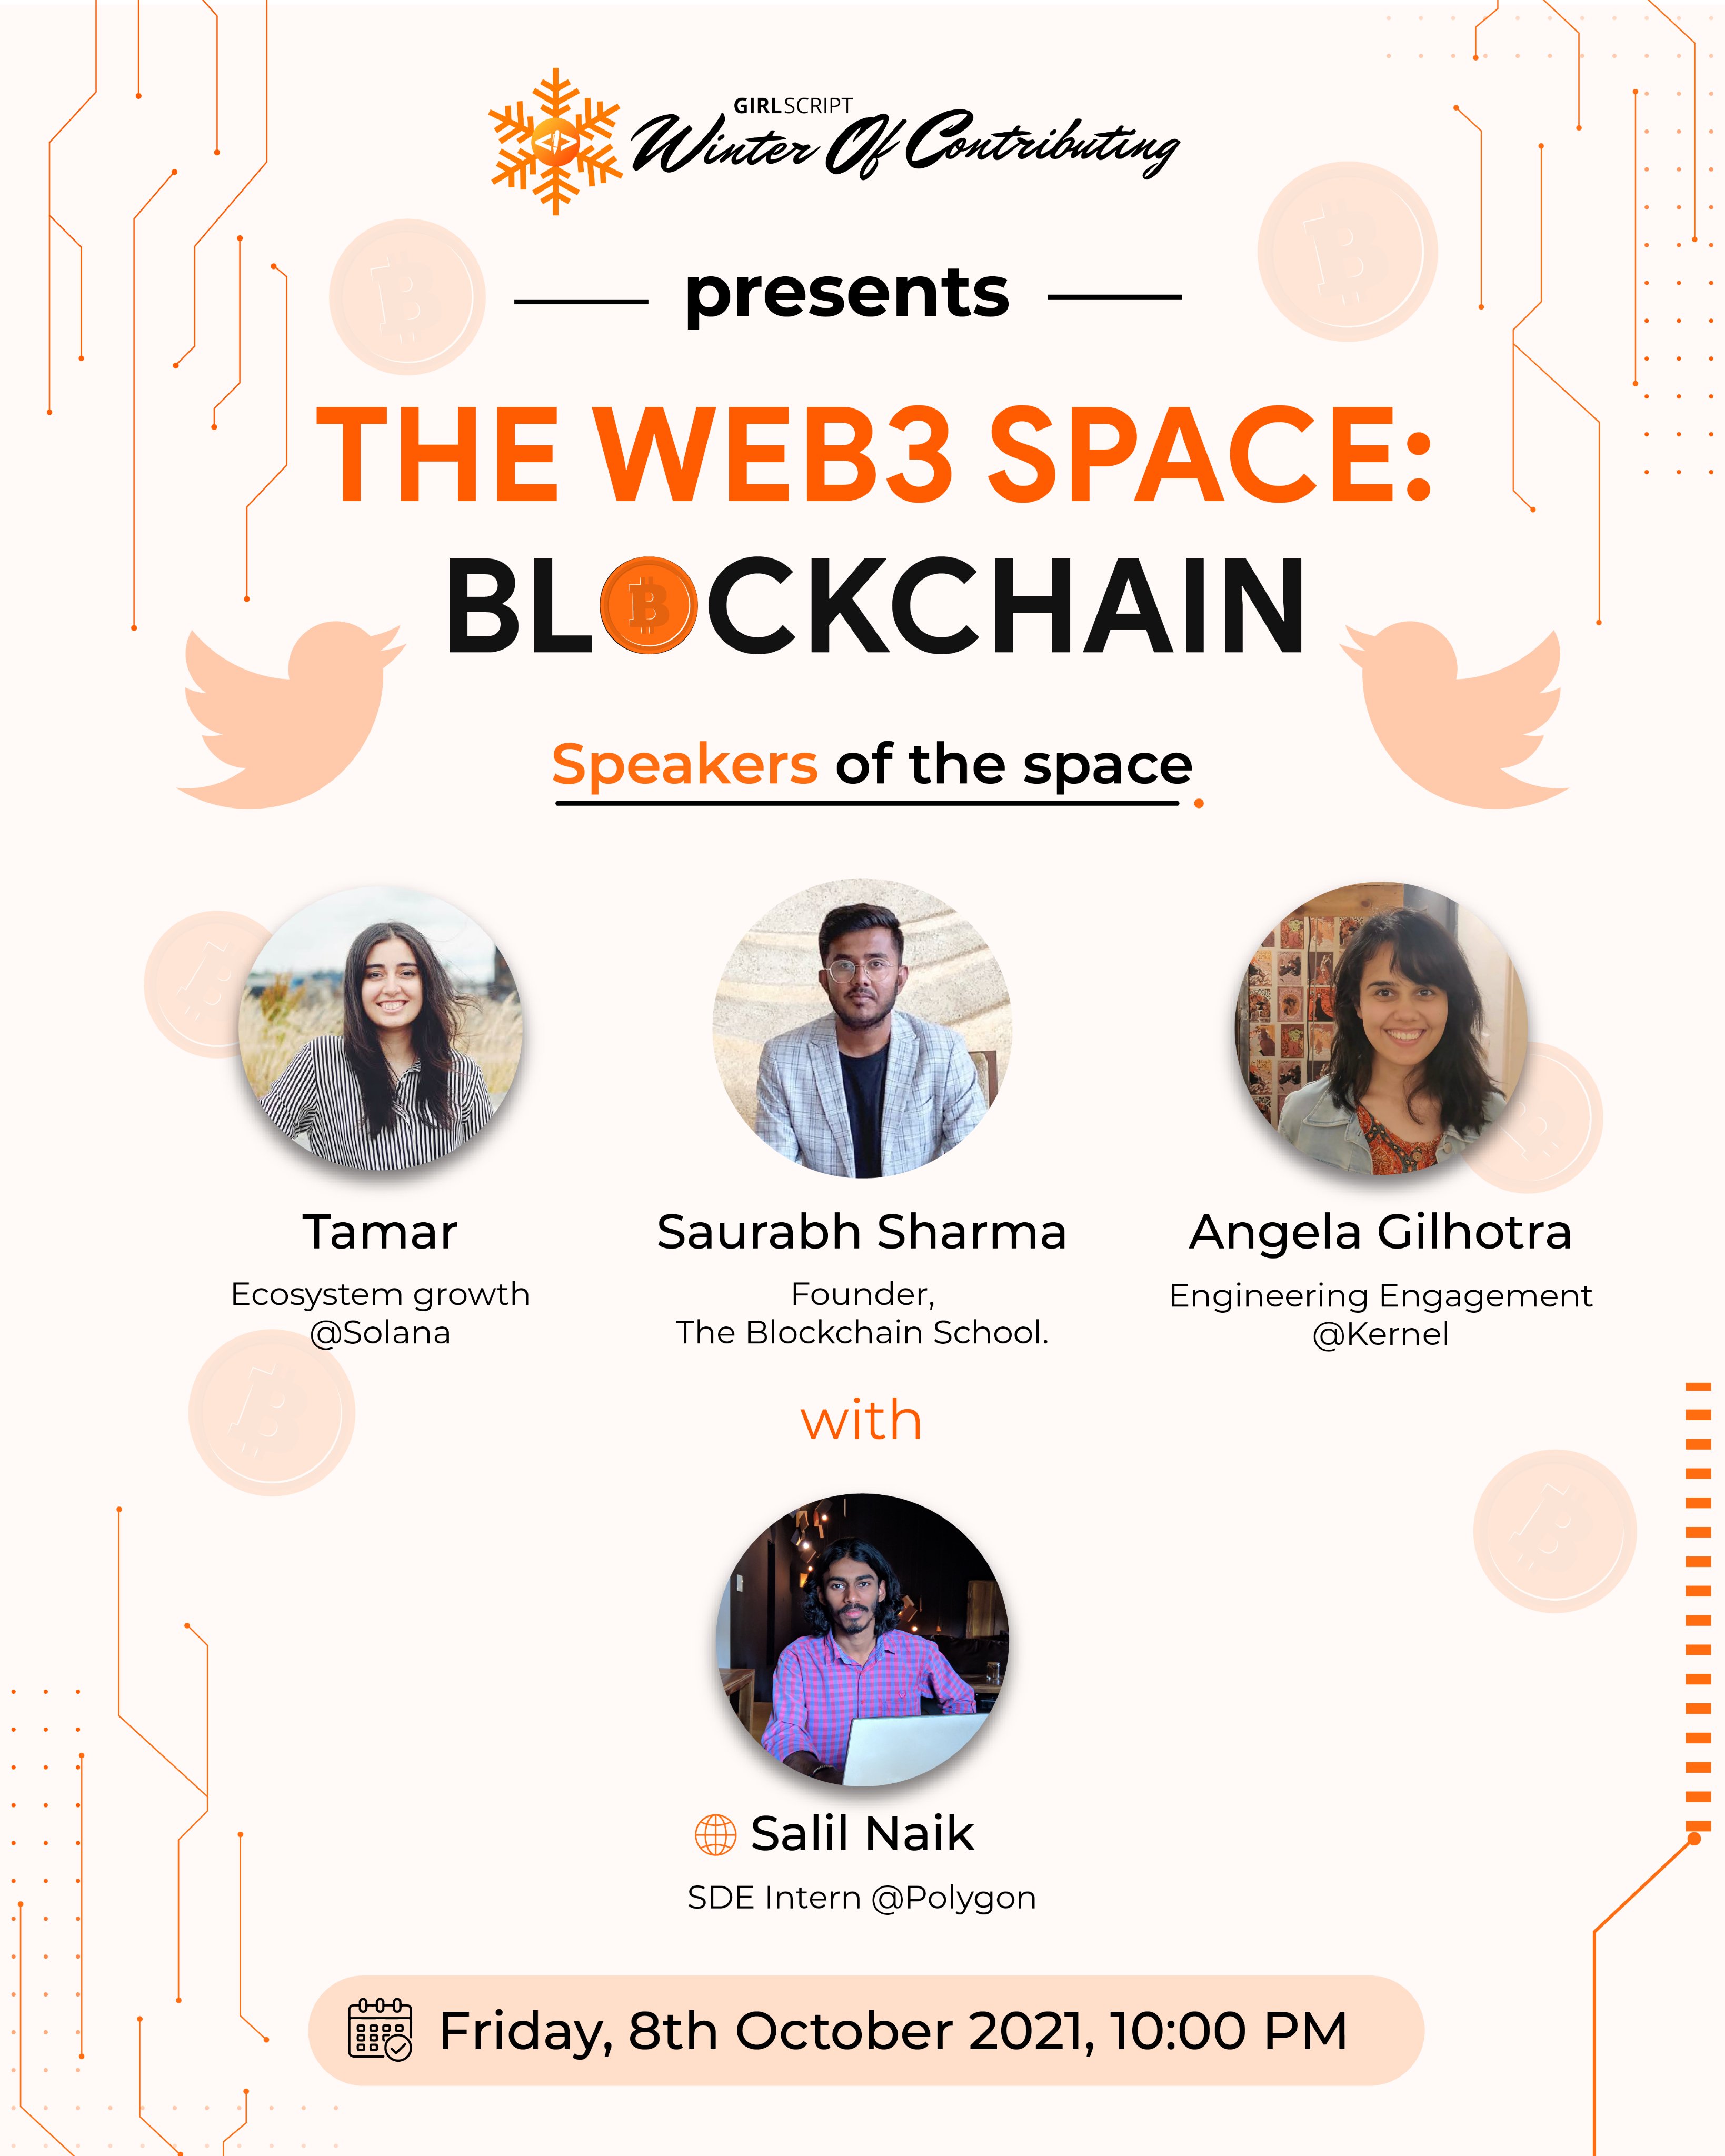 GIRLSCRIPT
Winter Of Contributing
presents
THE WEB3 SPACE:
BLOCKCHAIN
Speakers of the space
Tamar
Ecosystem growth
@Solana
Saurabh Sharma
Founder,
The Blockchain School.
Angela Gilhotra
Engineering Engagement
@Kernel
with
Salil Naik
SDE Intern @Polygon
Friday, 8th October 2021, 10:00 PM